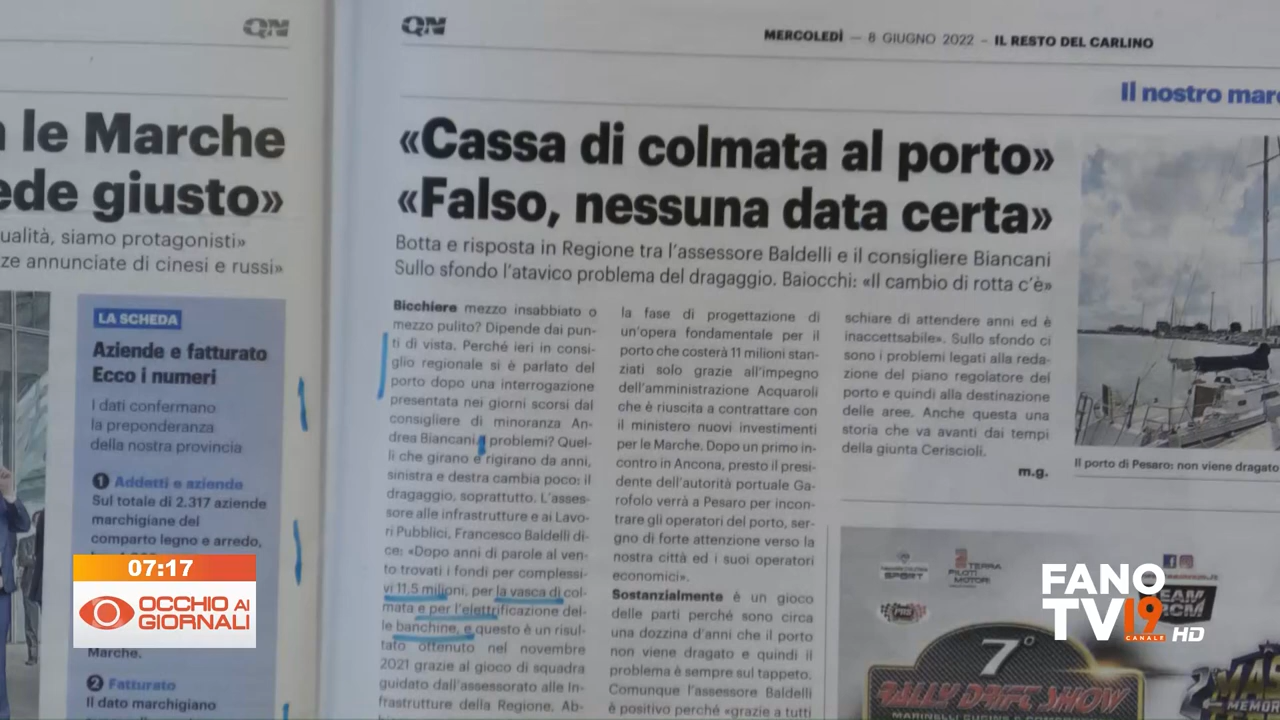 QN
le Marche
giusto»
siamo protagonisti»
annunciate di cinesi e russi»
LA SCHEDA
Aziende e fatturato
Ecco i numeri
I dati confermano
la preponderanza
della nostra provincia
1 Addetti e aziende
Sul totale di 2.317 aziende
marchigiane del
comparto legno e arredo,
Marche.
2 Fatturato
Il dato marchigiano
QN
MERCOLEDÌ — 8 GIUGNO 2022 – IL RESTO DEL CARLINO
Il nostro
«Cassa di colmata al porto»
«Falso, nessuna data certa»
Botta e risposta in Regione tra l'assessore Baldelli e il consigliere Biancani
Sullo sfondo l'atavico problema del dragaggio. Baiocchi: «Il cambio di rotta c'è»
Bicchiere mezzo insabbiato o
mezzo pulito? Dipende dai pun-
ti di vista. Perché ieri in consi-
glio regionale si è parlato del
porto dopo una interrogazione
presentata nei giorni scorsi dal
consigliere di minoranza An-
drea Biancani. I problemi? Quel-
li che girano e rigirano da anni,
sinistra e destra cambia poco: il
dragaggio, soprattutto. L'asses-
sore alle infrastrutture e ai Lavo-
ri Pubblici, Francesco Baldelli di-
ce: «Dopo anni di parole al ven-
to trovati i fondi per complessi-
vi 11,5 milioni, per la vasca di col-
mata e per l'elettrificazione del-
le banchine, e questo è un risul-
tato ottenuto nel novembre
2021 grazie al gioco di squadra
guidato dall'assessorato alle In-
frastrutture della Regione. Ab-
la fase di progettazione di
un'opera fondamentale per il
porto che costerà 11 milioni stan-
ziati solo grazie all'impegno
dell'amministrazione Acquaroli
che è riuscita a contrattare con
il ministero nuovi investimenti
per le Marche. Dopo un primo in-
contro in Ancona, presto il presi-
dente dell'autorità portuale Ga-
rofolo verrà a Pesaro per incon-
trare gli operatori del porto, ser-
gno di forte attenzione verso la
nostra città ed i suoi operatori
economici».
Sostanzialmente è un gioco
delle parti perché sono circa
una dozzina d'anni che il porto
non viene dragato e quindi il
problema è sempre sul tappeto.
Comunque l'assessore Baldelli
è positivo perché «grazie a tutti
schiare di attendere anni ed è
inaccettsabile». Sullo sfondo ci
sono i problemi legati alla reda-
zione del piano regolatore del
porto e quindi alla destinazione
delle aree. Anche questa una
storia che va avanti dai tempi
della giunta Ceriscioli.
m.g.
Il porto di Pesaro: non viene dragato
SPORT
TERRA
PILOTI
MOTORI
TEAM
RCM
7°
RALLY DRIFT SHOW
MEMOR
07:17
OCCHIO AI
GIORNALI
FANO
TV 19
CANALE HD